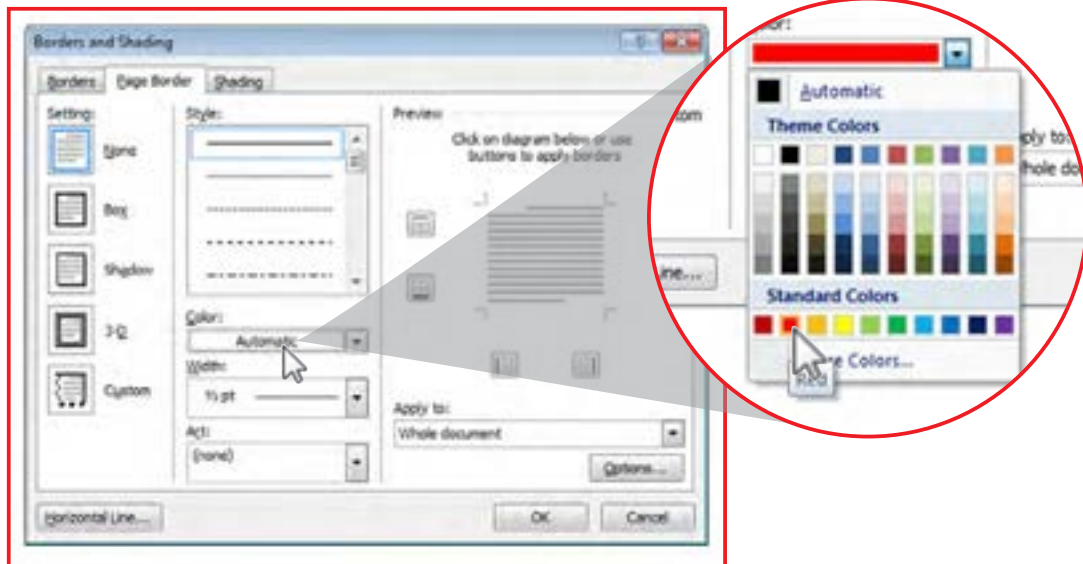 Borders and Shading
Borders Page Border Shading
Setting:
None
Box
Shadow
3-D
Custom
Style:
Color:
Automatic
Width:
½ pt
Art:
(none)
Preview
Click on diagram below or use
buttons to apply borders
Apply to:
Whole document
Options...
Horizontal Line....
OK
Cancel
Automatic
Theme Colors
Standard Colors
Colors...
Red